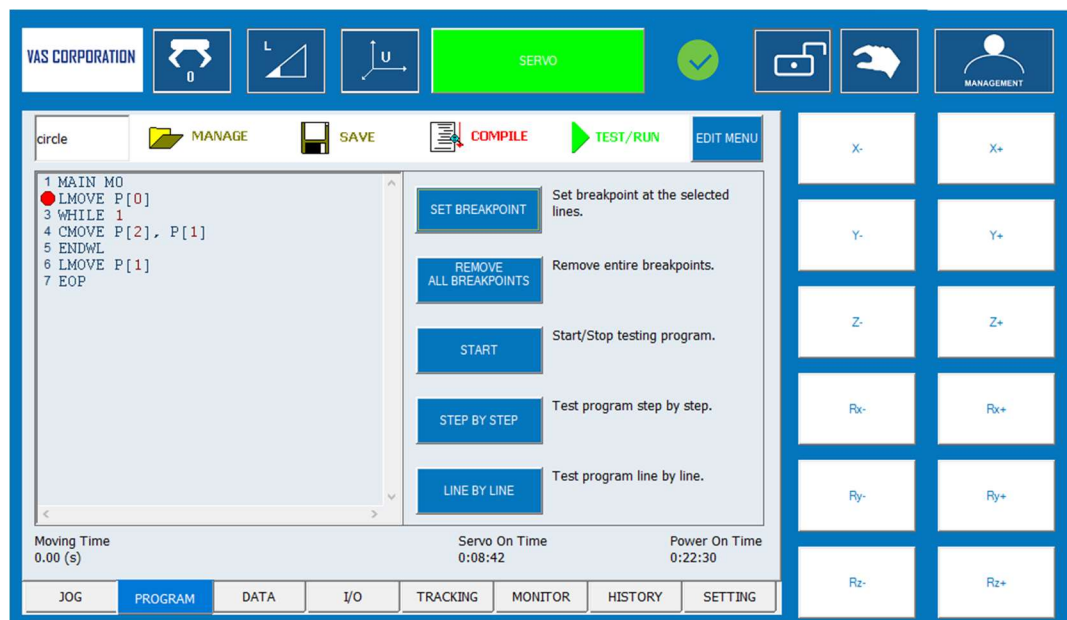 VAS CORPORATION
0
L
U
SERVO
MANAGEMENT
circle
MANAGE
SAVE
COMPILE
TEST/RUN
EDIT MENU
1 MAIN M0
LMOVE P[0]
3 WHILE 1
4 CMOVE P[2], P[1]
5 ENDWL
6 LMOVE P[1]
7 EOP
SET BREAKPOINT
Set breakpoint at the selected
lines.
REMOVE
ALL BREAKPOINTS
Remove entire breakpoints.
START
Start/Stop testing program.
STEP BY STEP
Test program step by step.
LINE BY LINE
Test program line by line.
Moving Time
0.00 (s)
Servo On Time
0:08:42
Power On Time
0:22:30
JOG
PROGRAM
DATA
I/O
TRACKING
MONITOR
HISTORY
SETTING
X-
X+
Y-
Y+
Z-
Z+
Rx-
Rx+
Ry-
Ry+
Rz-
Rz+